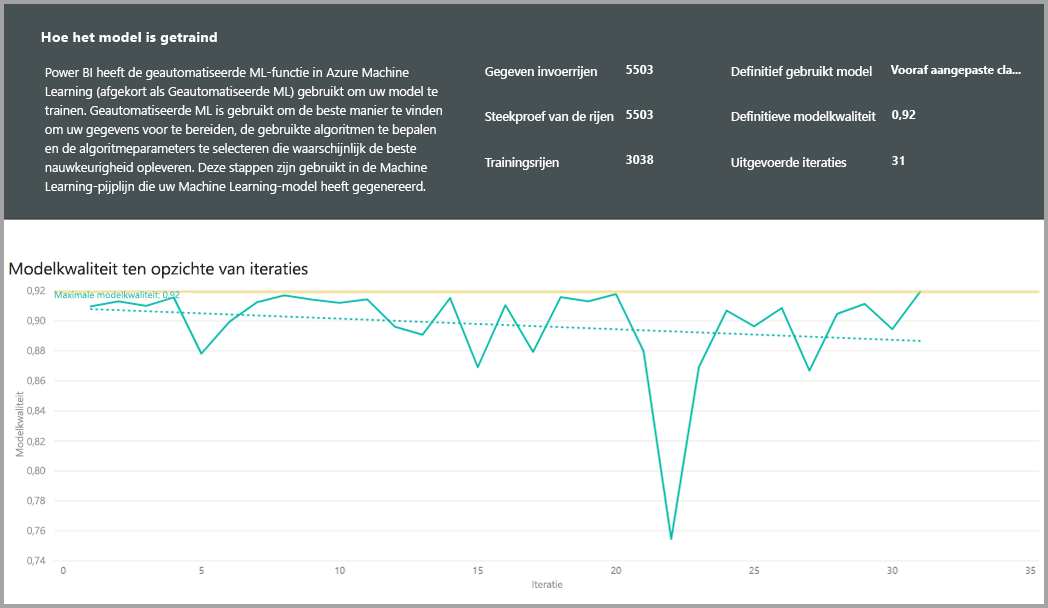 Hoe het model is getraind
Power BI heeft de geautomatiseerde ML-functie in Azure Machine
Learning (afgekort als Geautomatiseerde ML) gebruikt om uw model te
trainen. Geautomatiseerde ML is gebruikt om de beste manier te vinden
om uw gegevens voor te bereiden, de gebruikte algoritmen te bepalen
en de algoritmeparameters te selecteren die waarschijnlijk de beste
nauwkeurigheid opleveren. Deze stappen zijn gebruikt in de Machine
Learning-pijplijn die uw Machine Learning-model heeft gegenereerd.
Gegeven invoerrijen 5503
Steekproef van de rijen 5503
Trainingsrijen 3038
Definitief gebruikt model Vooraf aangepaste cla...
Definitieve modelkwaliteit 0,92
Uitgevoerde iteraties 31
Modelkwaliteit ten opzichte van iteraties
Maximale modelkwaliteit: 0,92
Modelkwaliteit
0,92
0,90
0,88
0,86
0,84
0,82
0,80
0,78
0,76
0,74
0 5 10 15 20 25 30 35
Iteratie